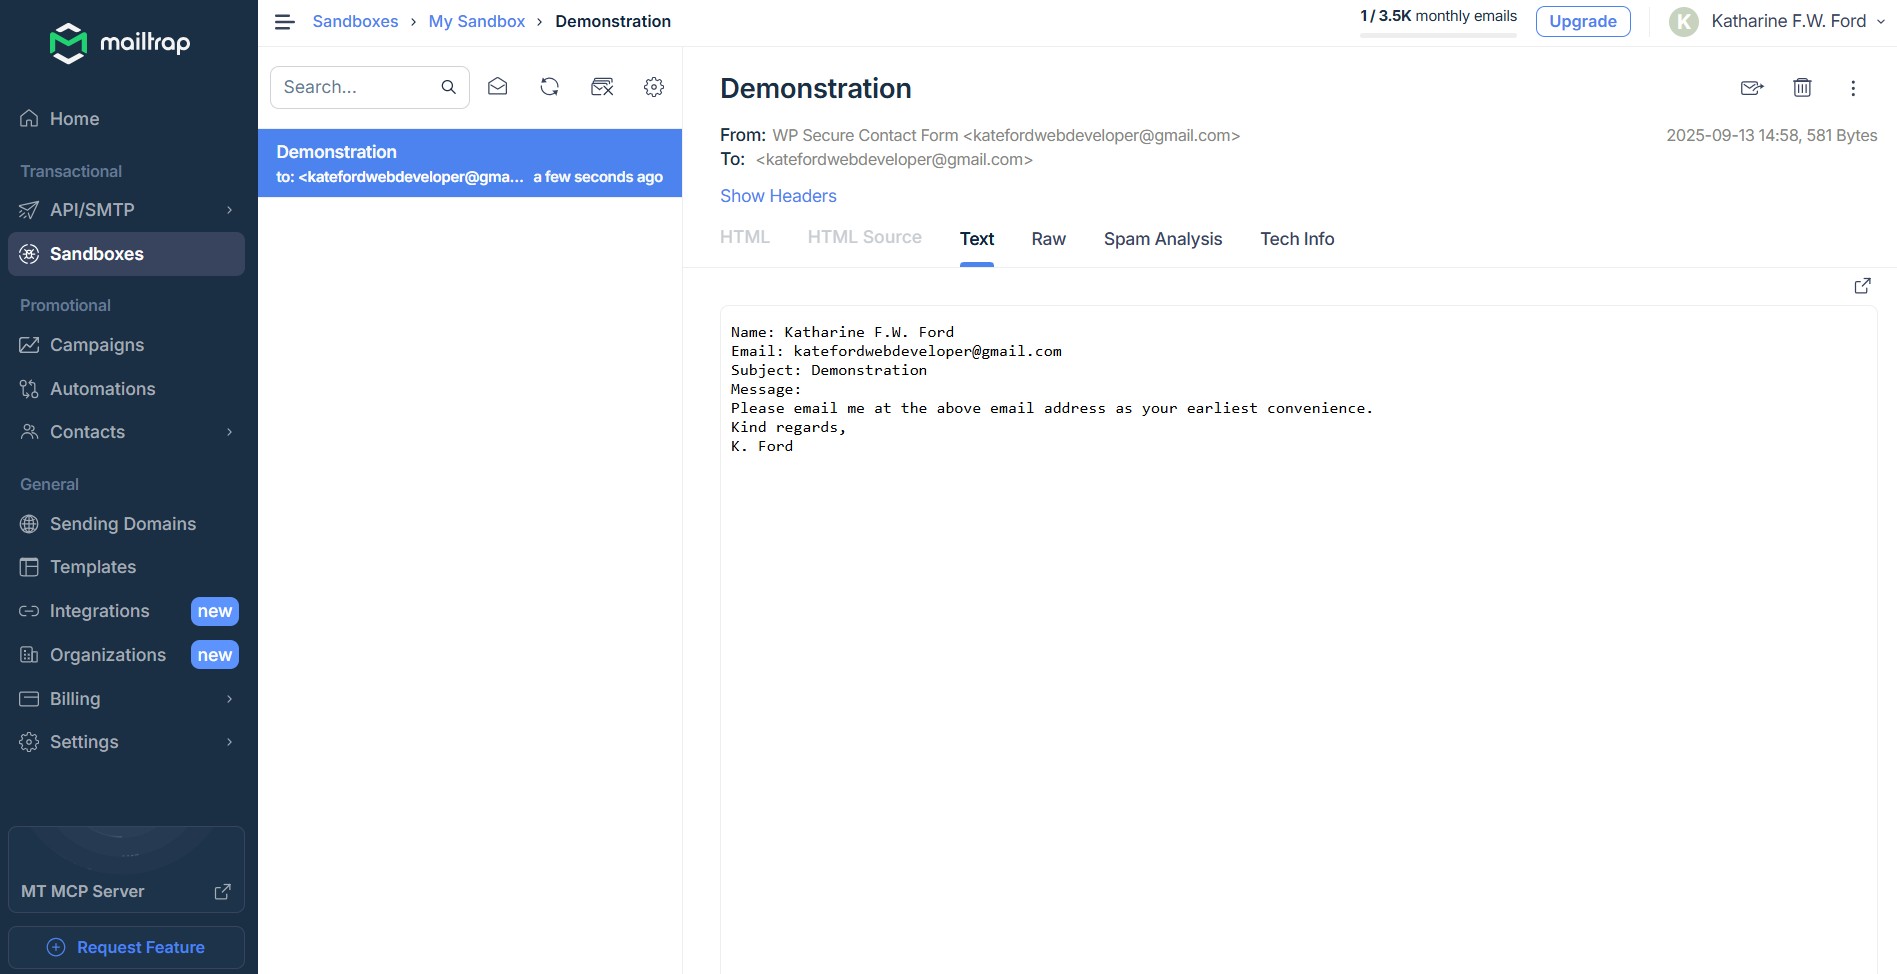 mailtrap
Home
Transactional
API/SMTP
Sandboxes
Promotional
Campaigns
Automations
Contacts
General
Sending Domains
Templates
Integrations new
Organizations new
Billing
Settings
MT MCP Server
Request Feature
Sandboxes › My Sandbox › Demonstration
1 / 3.5K monthly emails
Upgrade
K Katharine F.W. Ford
Search...
Demonstration
to: <katefordwebdeveloper@gma... a few seconds ago
Demonstration
From: WP Secure Contact Form <katefordwebdeveloper@gmail.com>
2025-09-13 14:58, 581 Bytes
To: <katefordwebdeveloper@gmail.com>
Show Headers
HTML HTML Source Text Raw Spam Analysis Tech Info
Name: Katharine F.W. Ford
Email: katefordwebdeveloper@gmail.com
Subject: Demonstration
Message:
Please email me at the above email address as your earliest convenience.
Kind regards,
K. Ford